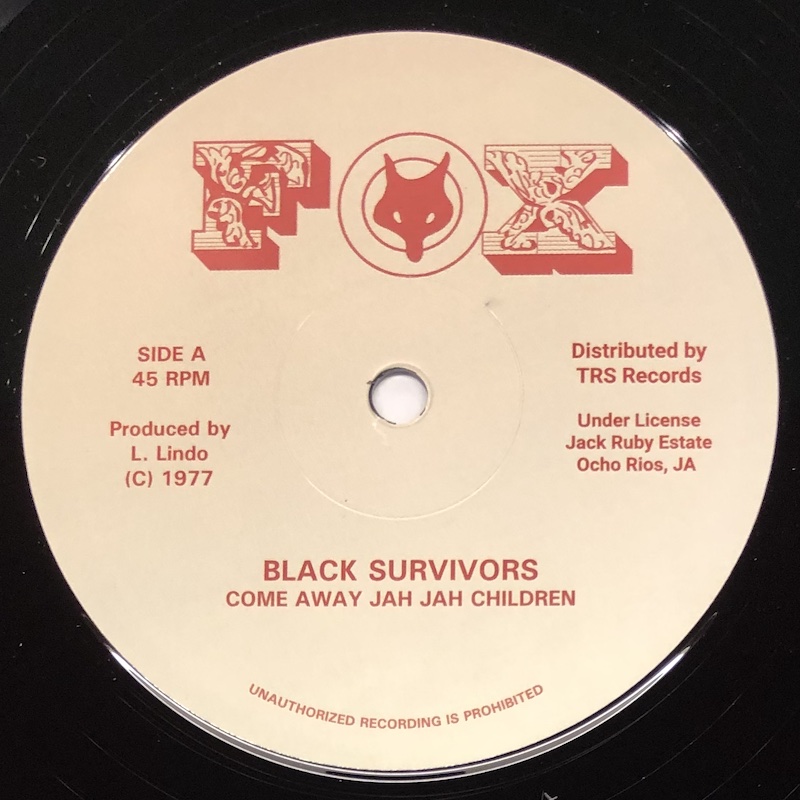 FOX
SIDE A
45 RPM
Produced by
L. Lindo
(C) 1977
Distributed by
TRS Records
Under License
Jack Ruby Estate
Ocho Rios, JA
BLACK SURVIVORS
COME AWAY JAH JAH CHILDREN
UNAUTHORIZED RECORDING IS PROHIBITED